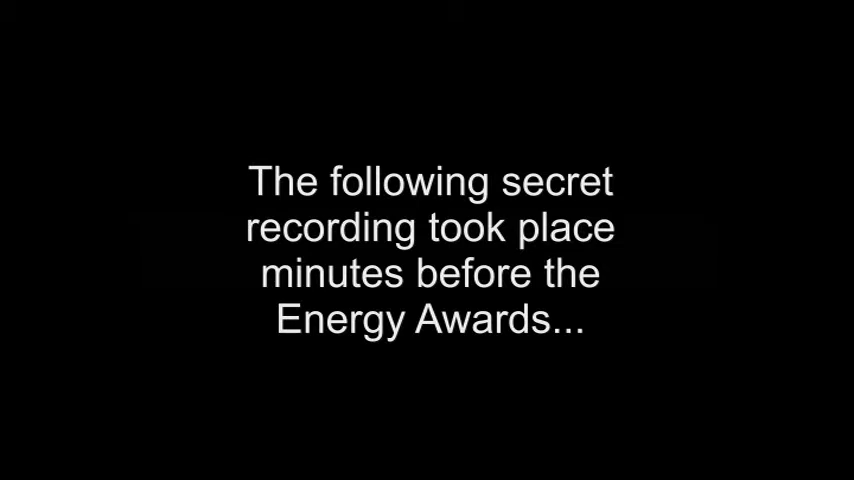 The following secret
recording took place
minutes before the
Energy Awards...